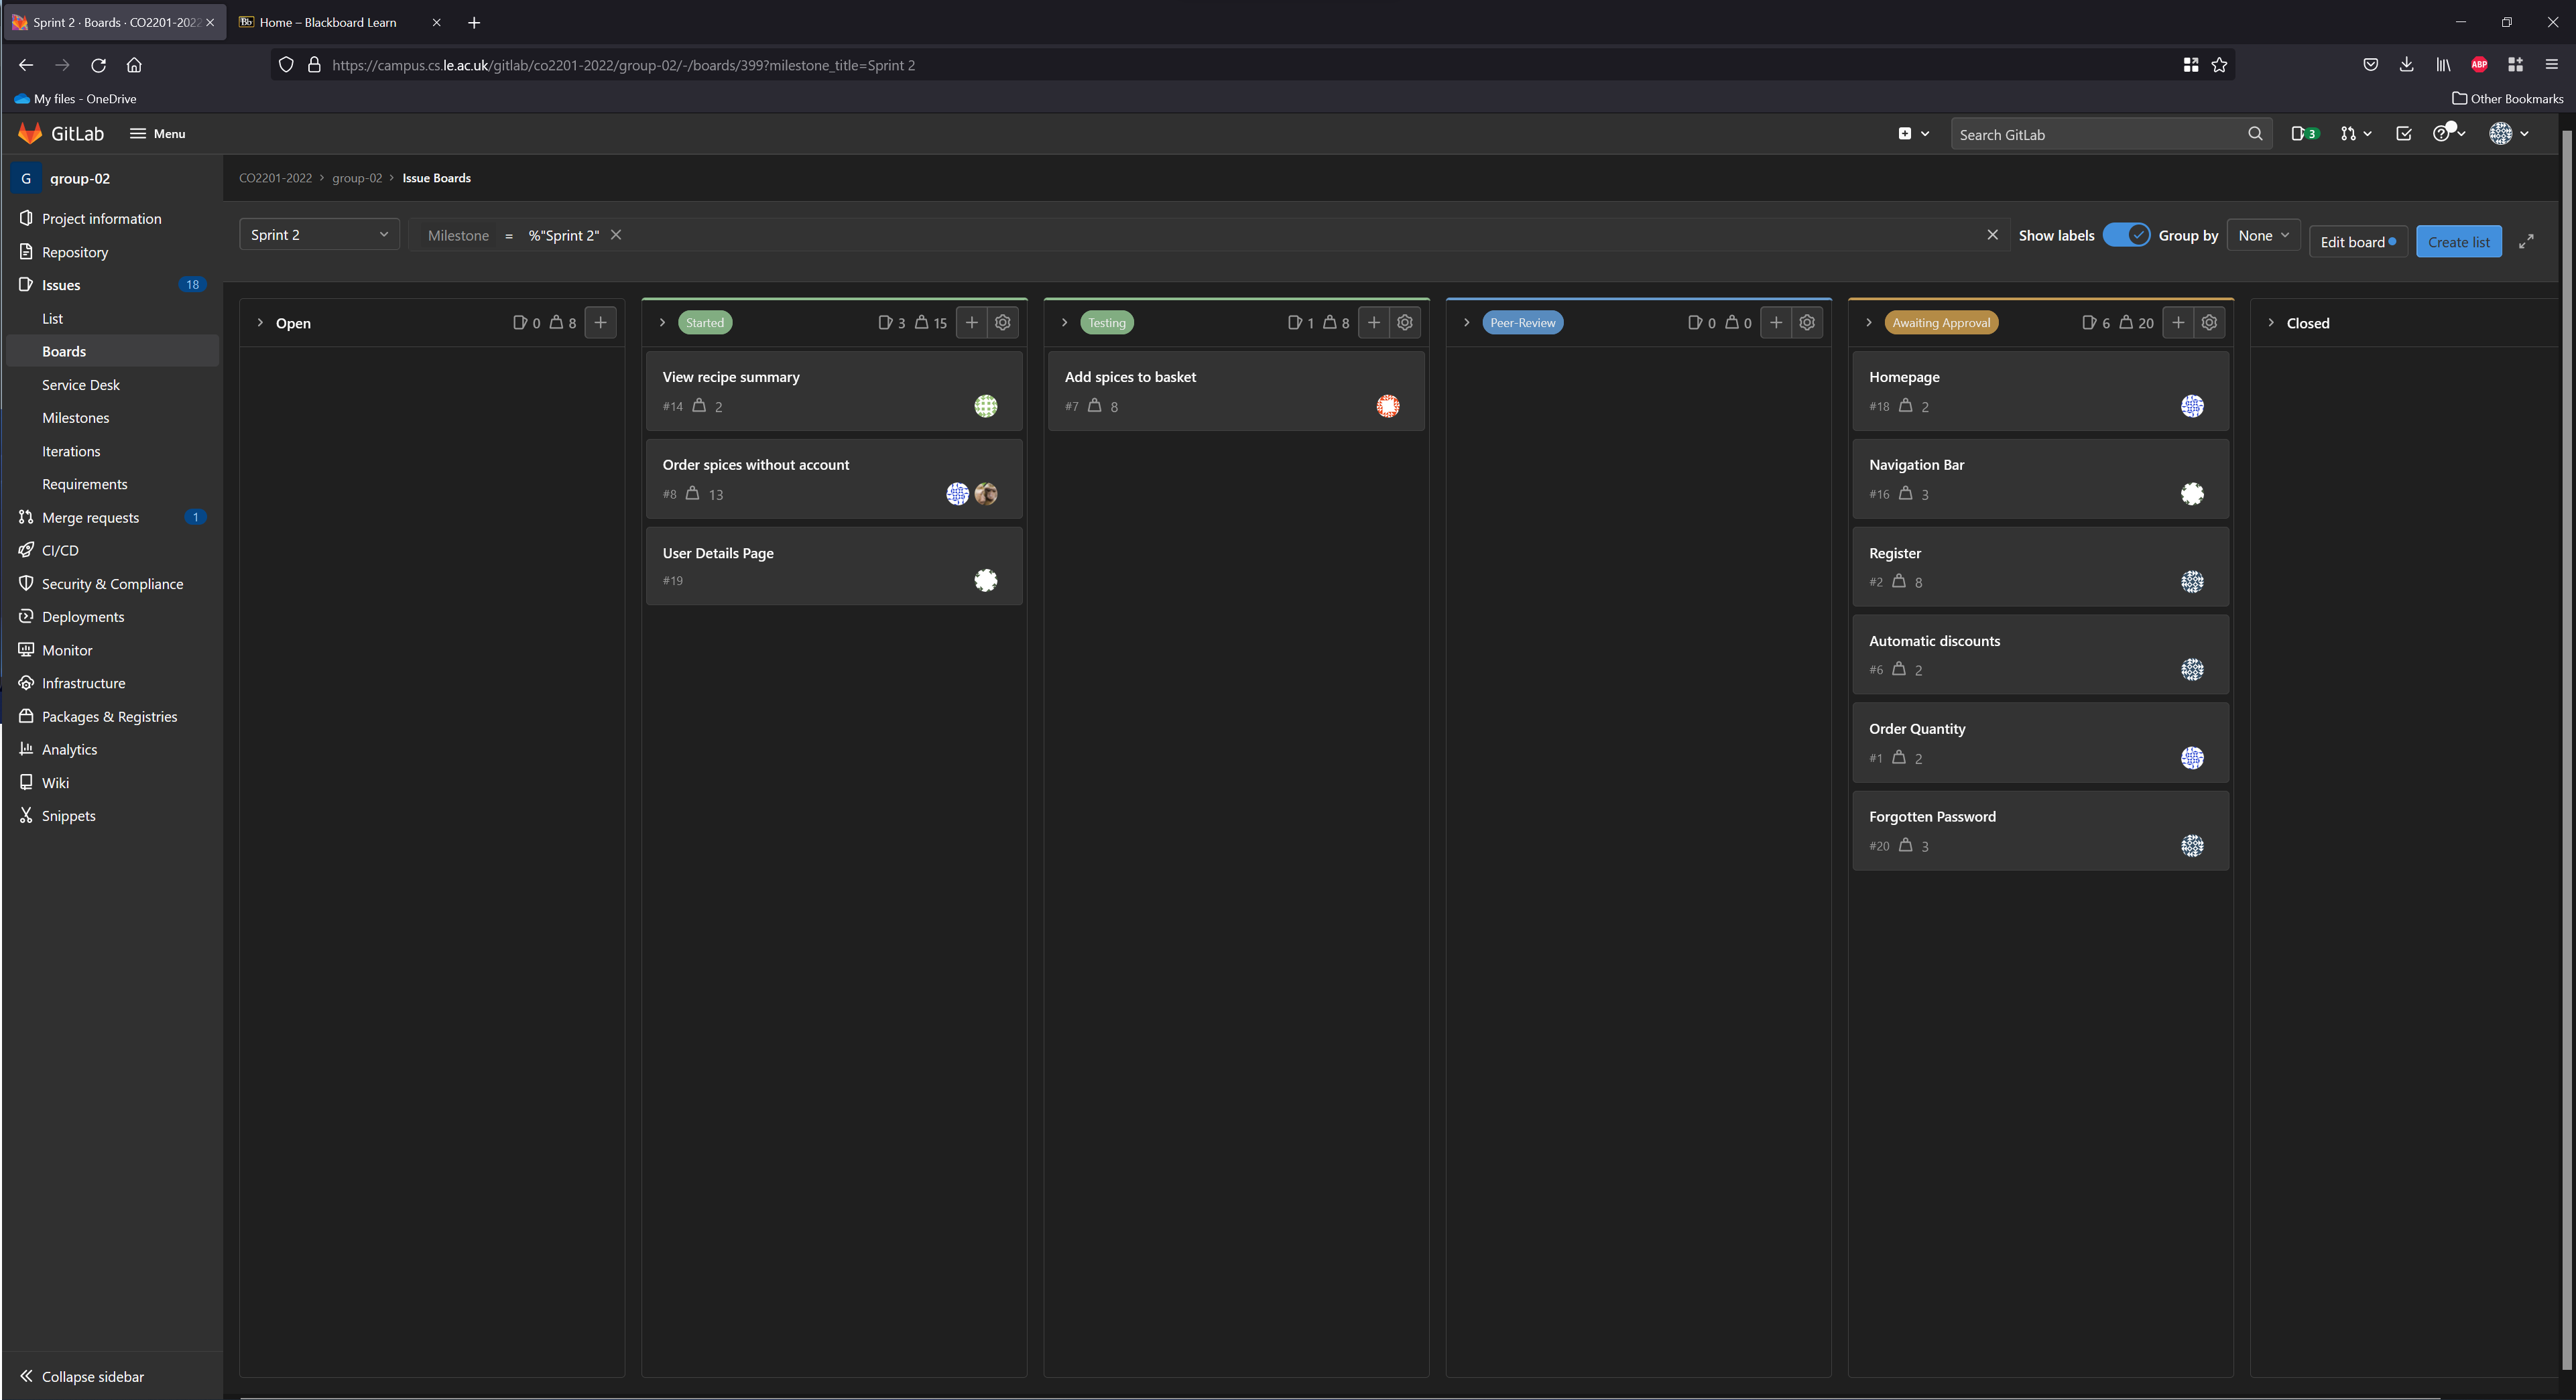 Sprint 2 · Boards · CO2201-2022
Home – Blackboard Learn
https://campus.cs.le.ac.uk/gitlab/co2201-2022/group-02/-/boards/399?milestone_title=Sprint 2
ABP
My files - OneDrive
Other Bookmarks
GitLab
Menu
Search GitLab
3
G
group-02
CO2201-2022 › group-02 › Issue Boards
Project information
Repository
Issues 18
List
Boards
Service Desk
Milestones
Iterations
Requirements
Merge requests 1
CI/CD
Security & Compliance
Deployments
Monitor
Infrastructure
Packages & Registries
Analytics
Wiki
Snippets
Collapse sidebar
Sprint 2
Milestone = %"Sprint 2"
Show labels
Group by
None
Edit board
Create list
Open 0 8
Started 3 15
View recipe summary
#14 2
Order spices without account
#8 13
User Details Page
#19
Testing 1 8
Add spices to basket
#7 8
Peer-Review 0 0
Awaiting Approval 6 20
Homepage
#18 2
Navigation Bar
#16 3
Register
#2 8
Automatic discounts
#6 2
Order Quantity
#1 2
Forgotten Password
#20 3
Closed